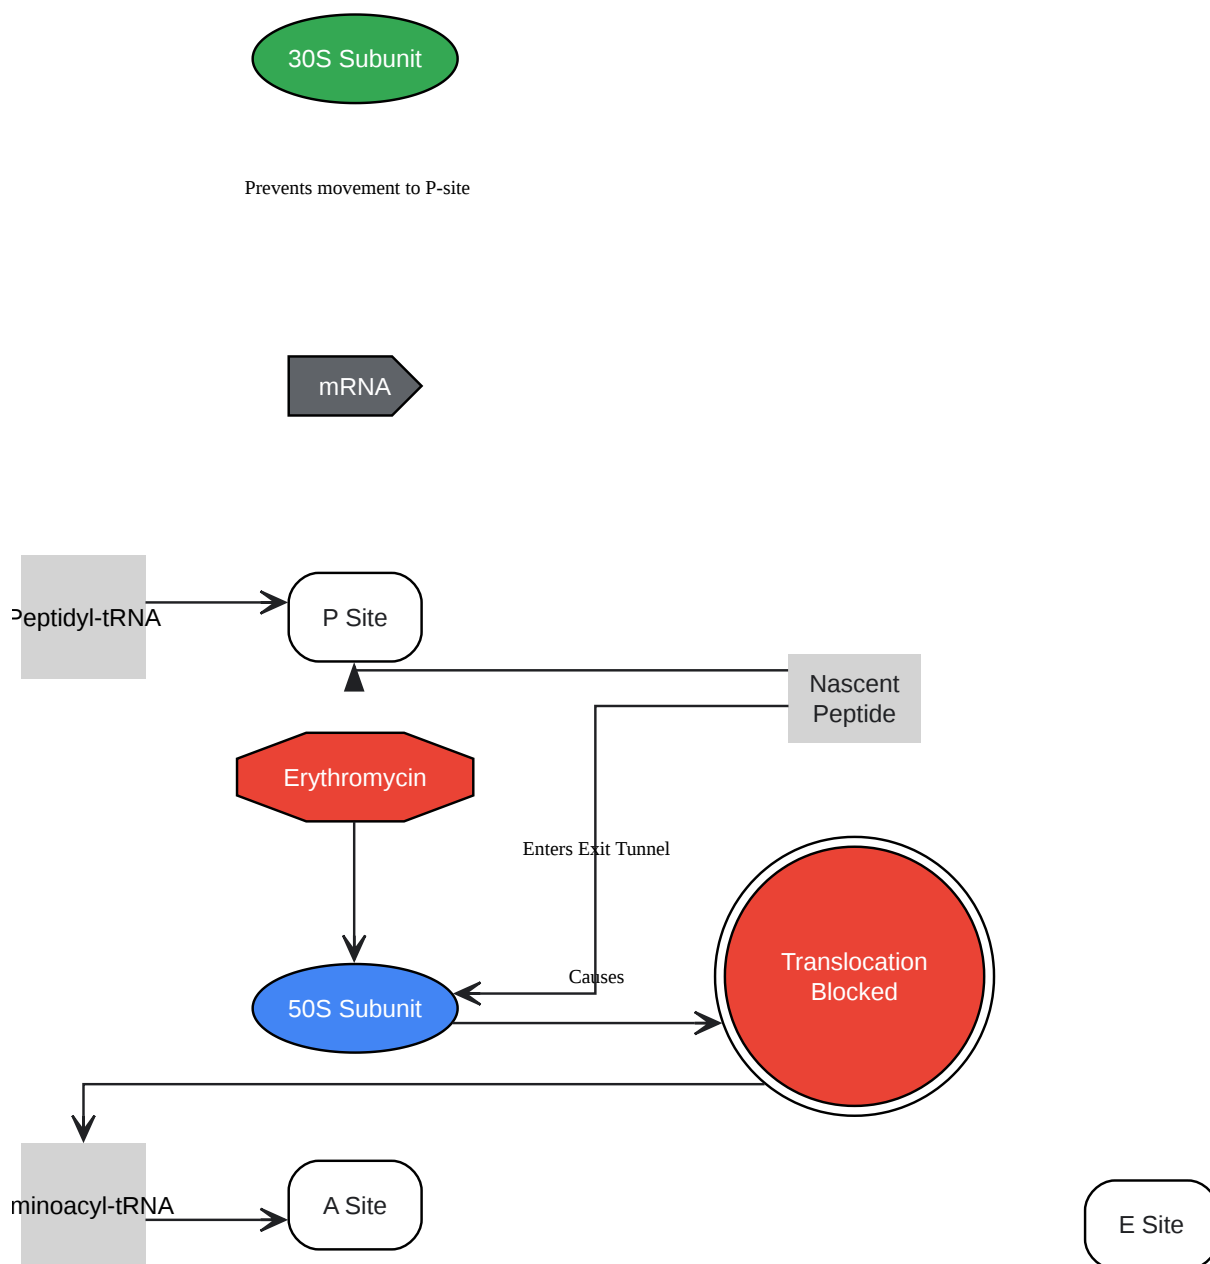 30S Subunit
Prevents movement to P-site
mRNA
Peptidyl-tRNA
P Site
Nascent
Peptide
Erythromycin
Enters Exit Tunnel
Translocation
Blocked
Causes
50S Subunit
minoacyl-tRNA
A Site
E Site